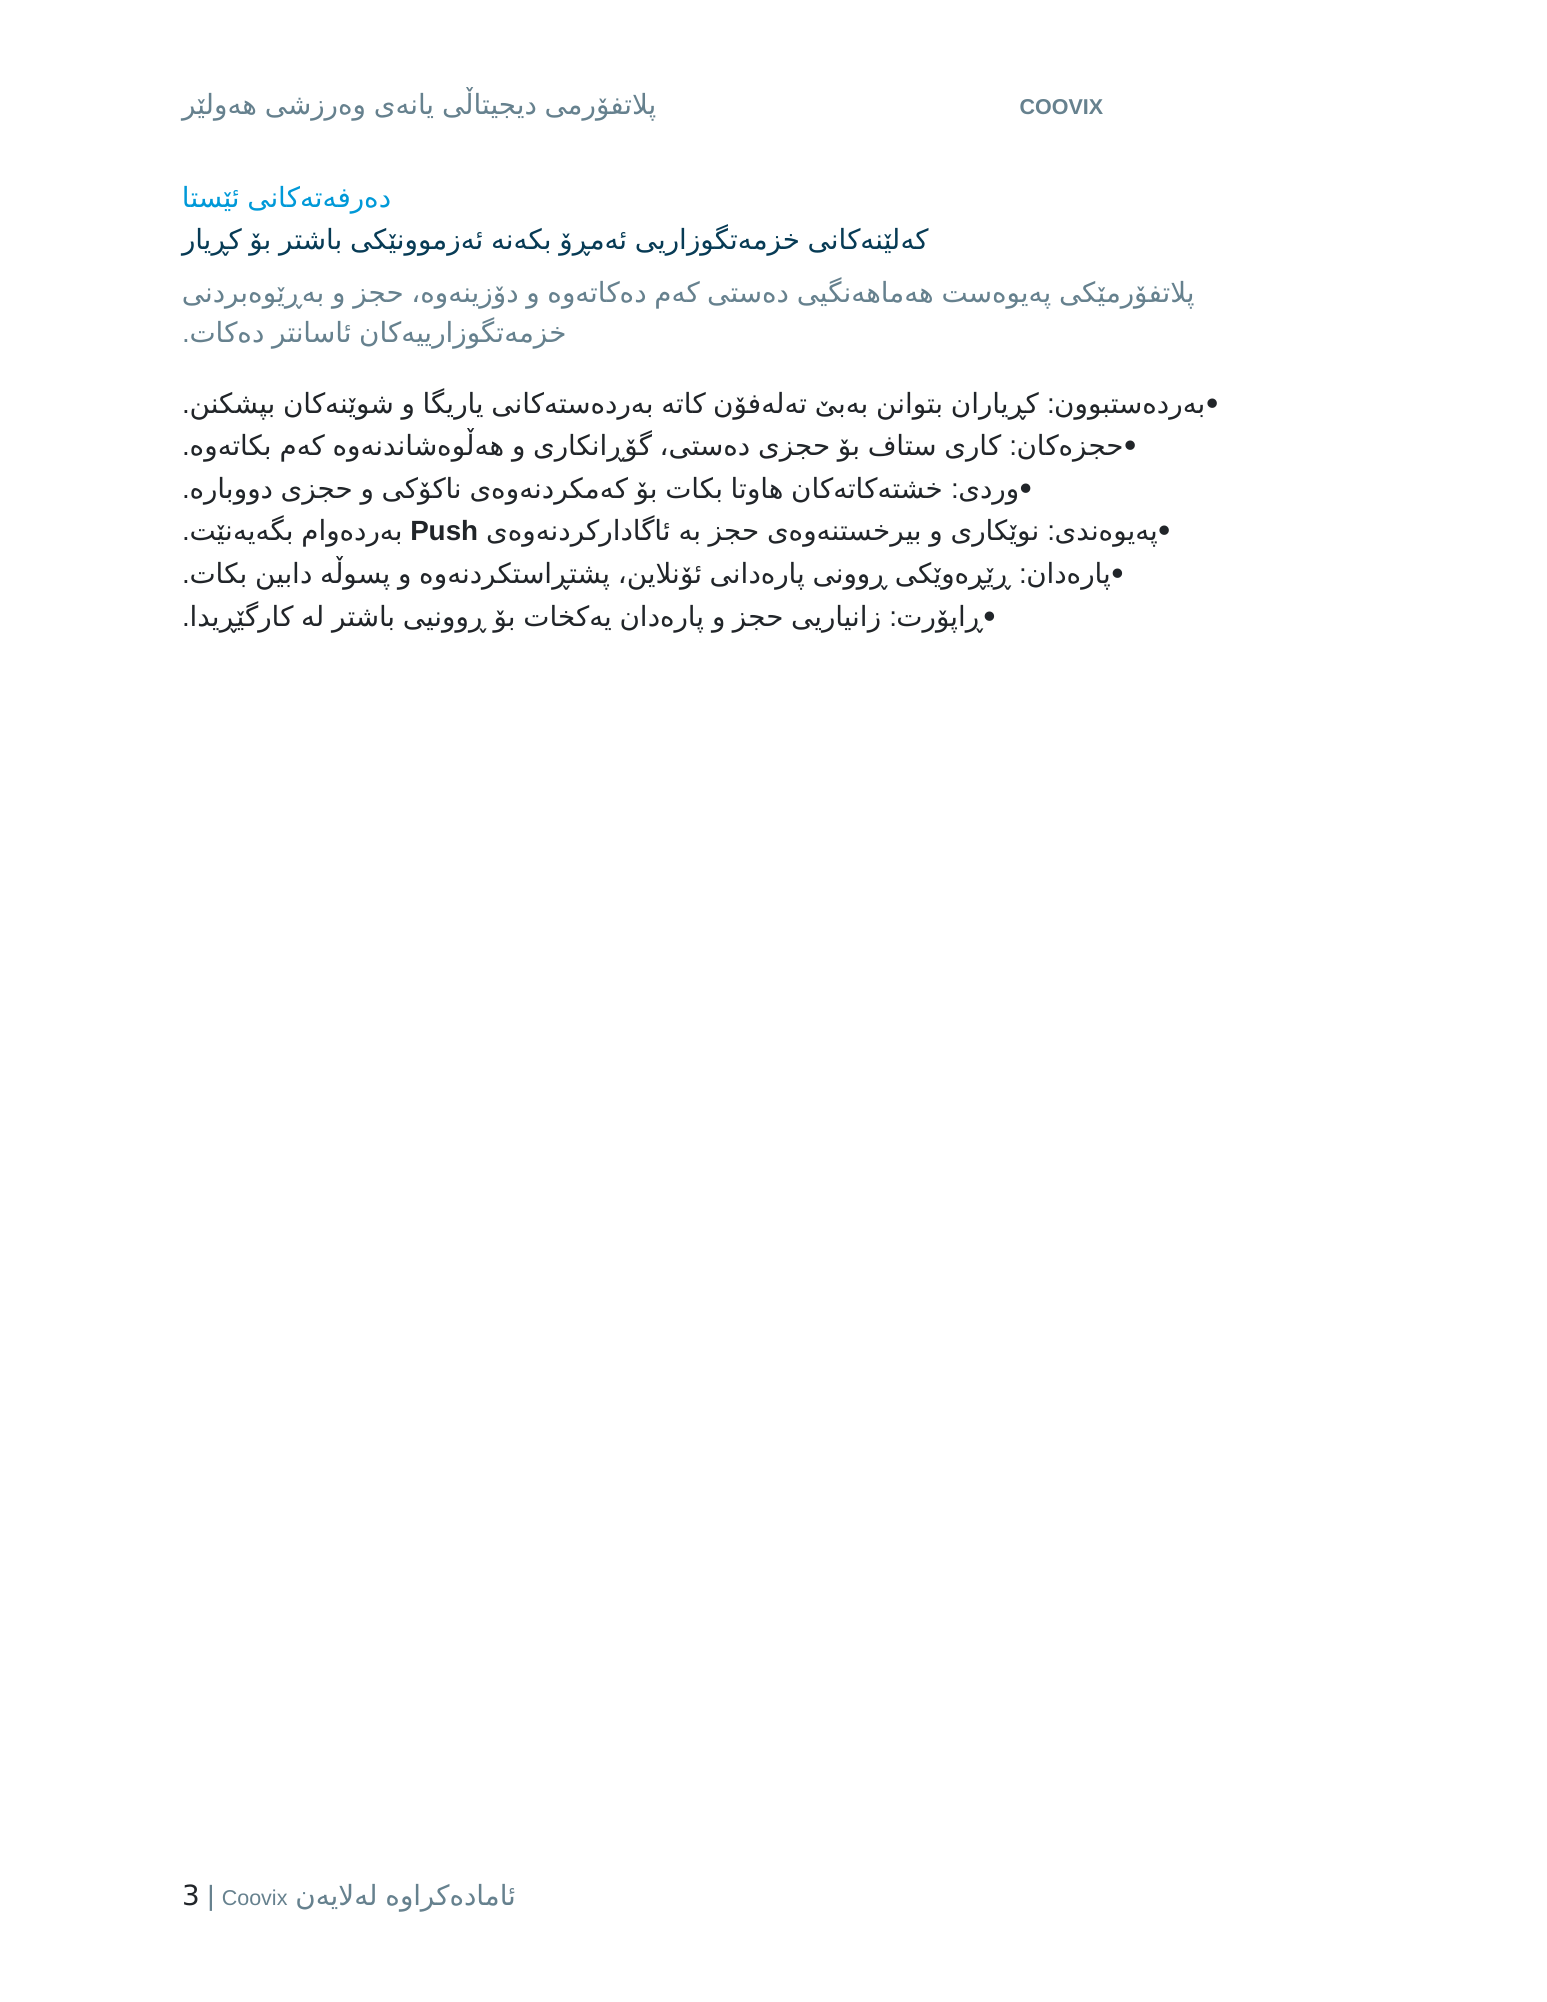 COOVIX پلاتفۆرمی دیجیتاڵی یانەی وەرزشی هەولێر
دەرفەتەکانی ئێستا
کەلێنەکانی خزمەتگوزاریی ئەمڕۆ بکەنە ئەزموونێکی باشتر بۆ کڕیار
پلاتفۆرمێکی پەیوەست هەماهەنگیی دەستی کەم دەکاتەوە و دۆزینەوە، حجز و بەڕێوەبردنی
خزمەتگوزارییەکان ئاسانتر دەکات.
•بەردەستبوون: کڕیاران بتوانن بەبێ تەلەفۆن کاتە بەردەستەکانی یاریگا و شوێنەکان بپشکنن.
•حجزەکان: کاری ستاف بۆ حجزی دەستی، گۆڕانکاری و هەڵوەشاندنەوە کەم بکاتەوە.
•وردی: خشتەکاتەکان هاوتا بکات بۆ کەمکردنەوەی ناکۆکی و حجزی دووبارە.
•پەیوەندی: نوێکاری و بیرخستنەوەی حجز بە ئاگادارکردنەوەی Push بەردەوام بگەیەنێت.
•پارەدان: ڕێڕەوێکی ڕوونی پارەدانی ئۆنلاین، پشتڕاستکردنەوە و پسوڵە دابین بکات.
•ڕاپۆرت: زانیاریی حجز و پارەدان یەکخات بۆ ڕوونیی باشتر لە کارگێڕیدا.
ئامادەکراوە لەلایەن Coovix | 3